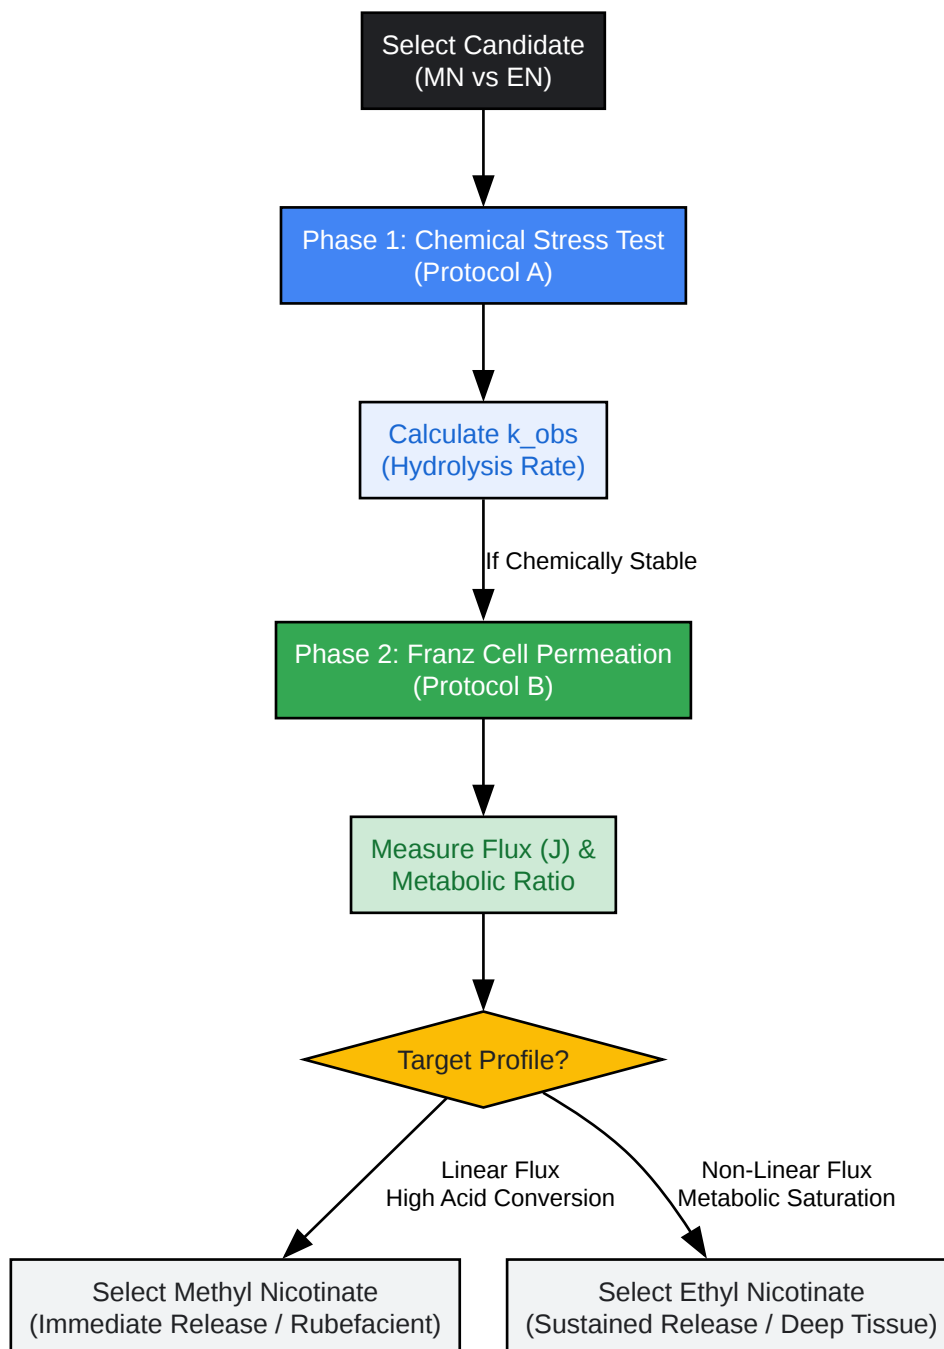 Select Candidate
(MN vs EN)
Phase 1: Chemical Stress Test
(Protocol A)
Calculate k_obs
(Hydrolysis Rate)
If Chemically Stable
Phase 2: Franz Cell Permeation
(Protocol B)
Measure Flux (J) &
Metabolic Ratio
Target Profile?
Linear Flux
High Acid Conversion
Non-Linear Flux
Metabolic Saturation
Select Methyl Nicotinate
(Immediate Release / Rubefacient)
Select Ethyl Nicotinate
(Sustained Release / Deep Tissue)